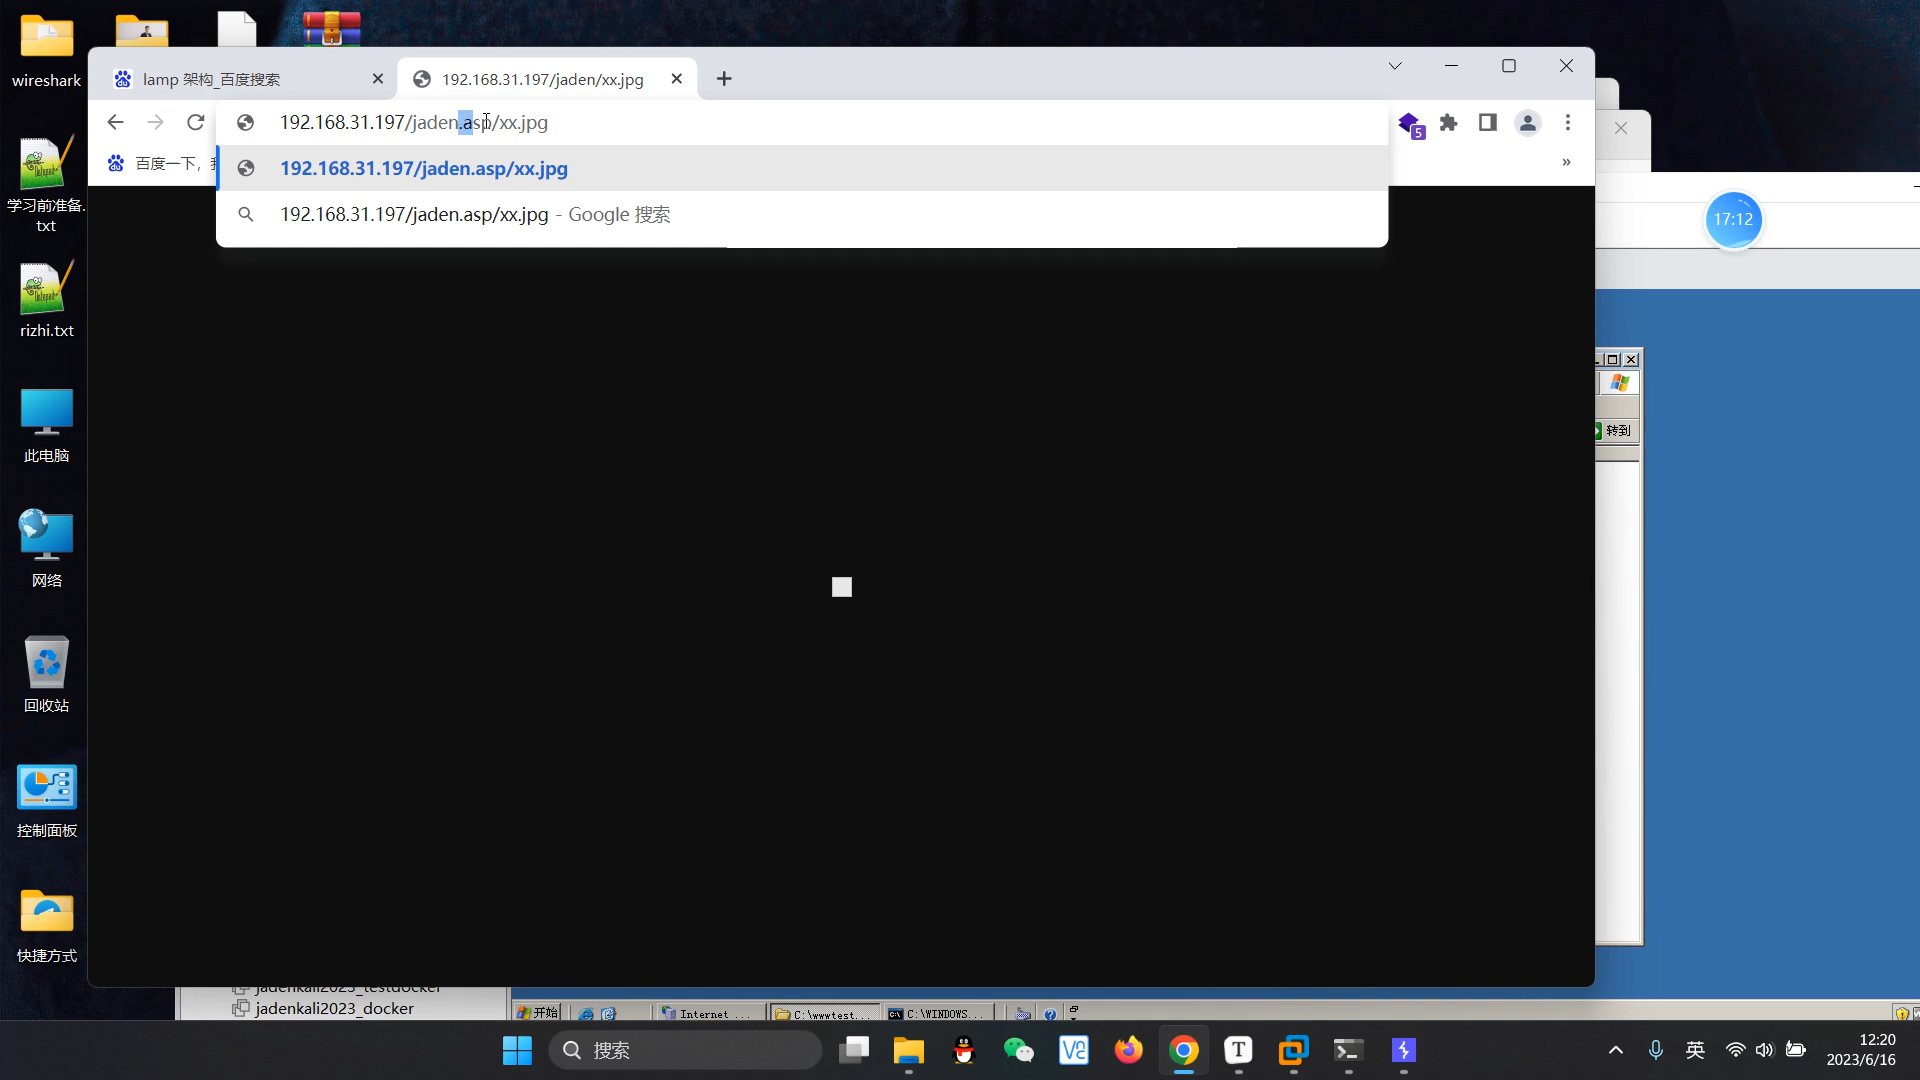 wireshark
学习前准备.
txt
rizhi.txt
此电脑
网络
回收站
控制面板
快捷方式
lamp 架构_百度搜索
192.168.31.197/jaden/xx.jpg
192.168.31.197/jaden.asp/xx.jpg
5
百度一下，
192.168.31.197/jaden.asp/xx.jpg
192.168.31.197/jaden.asp/xx.jpg - Google 搜索
»
17:12
转到
jadenkali2023_testdocker
jadenkali2023_docker
开始
Internet ...
C:\wwwtest...
C:\WINDOWS...
搜索
英
12:20
2023/6/16